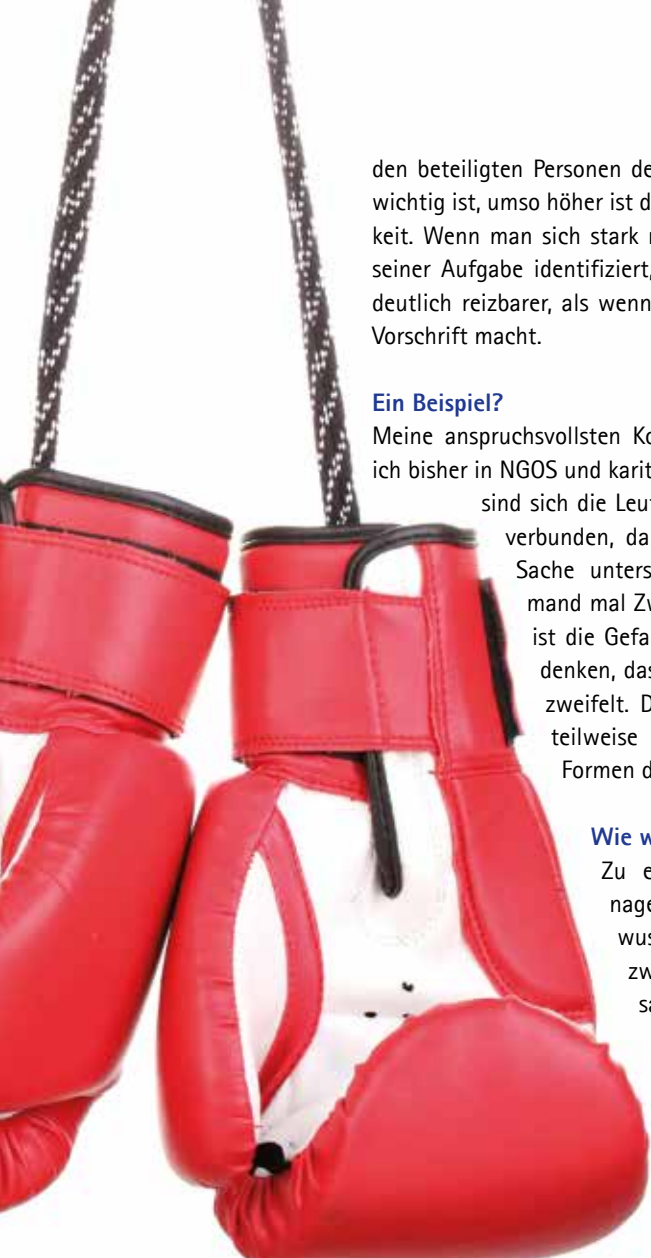 den beteiligten Personen de
wichtig ist, umso höher ist d
keit. Wenn man sich stark
seiner Aufgabe identifiziert,
deutlich reizbarer, als wenn
Vorschrift macht.
Ein Beispiel?
Meine anspruchsvollsten Ko
ich bisher in NGOS und karit
sind sich die Leut
verbunden, da
Sache unters
mand mal Zw
ist die Gefa
denken, das
zweifelt. D
teilweise
Formen d
Wie w
Zu e
nage
wus
zw
sa